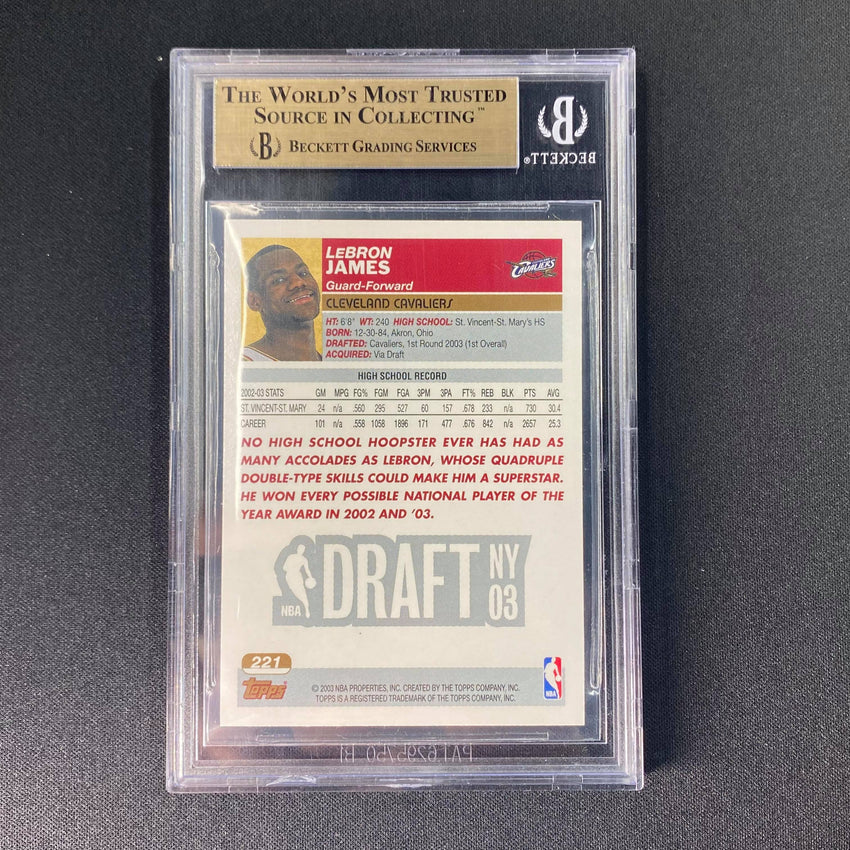 THE WORLD'S MOST TRUSTED
SOURCE IN COLLECTING™
B BECKETT GRADING SERVICES
B
BECKETT®
LEBRON
JAMES
Guard-Forward
CAVALIERS
CLEVELAND CAVALIERS
HT: 6'8" WT: 240 HIGH SCHOOL: St. Vincent-St. Mary's HS
BORN: 12-30-84, Akron, Ohio
DRAFTED: Cavaliers, 1st Round 2003 (1st Overall)
ACQUIRED: Via Draft
HIGH SCHOOL RECORD
2002-03 STATS GM MPG FG% FGM FGA 3PM 3PA FT% REB BLK PTS AVG
ST. VINCENT-ST. MARY 24 n/a .560 295 527 60 157 .678 233 n/a 730 30.4
CAREER 101 n/a .558 1058 1896 171 477 .676 842 n/a 2657 25.3
NO HIGH SCHOOL HOOPSTER EVER HAS HAD AS
MANY ACCOLADES AS LEBRON, WHOSE QUADRUPLE
DOUBLE-TYPE SKILLS COULD MAKE HIM A SUPERSTAR.
HE WON EVERY POSSIBLE NATIONAL PLAYER OF THE
YEAR AWARD IN 2002 AND '03.
NBA DRAFT NY 03
221
Topps
© 2003 NBA PROPERTIES, INC. CREATED BY THE TOPPS COMPANY, INC.
TOPPS IS A REGISTERED TRADEMARK OF THE TOPPS COMPANY, INC.
NBA